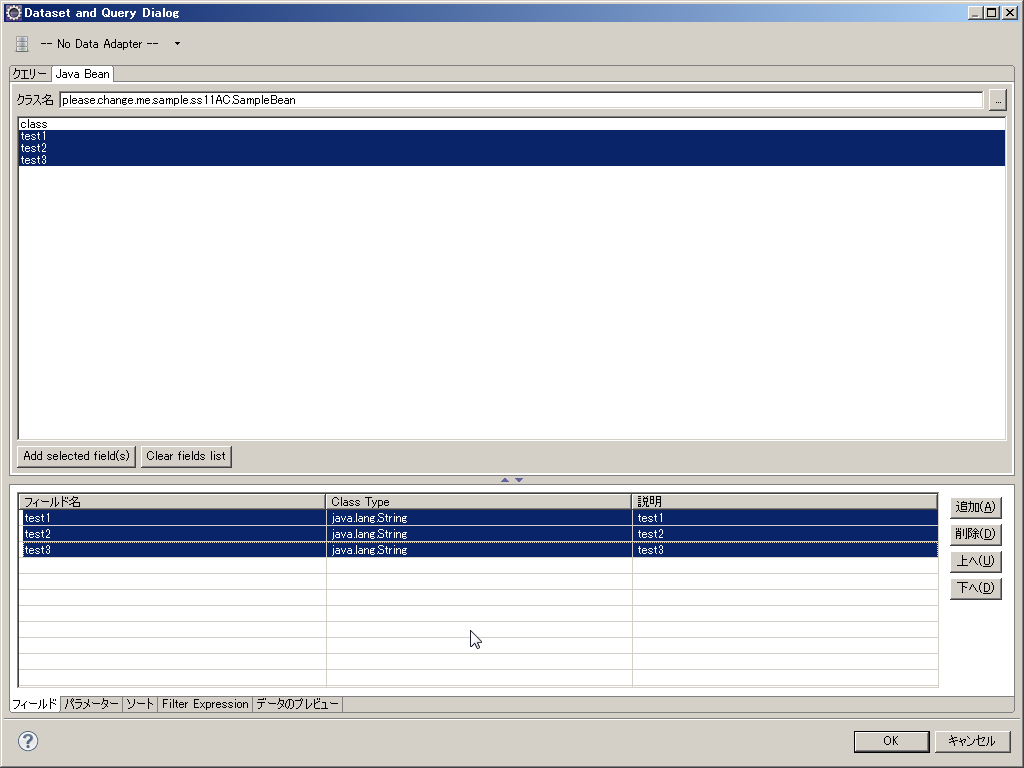 Dataset and Query Dialog
-- No Data Adapter --
クエリー Java Bean
クラス名 please.change.me.sample.ss11AC.SampleBean ...
class
test1
test2
test3
Add selected field(s) Clear fields list
フィールド名 Class Type 説明
test1 java.lang.String test1
test2 java.lang.String test2
test3 java.lang.String test3
追加(A)
削除(D)
上へ(U)
下へ(D)
フィールド パラメーター ソート Filter Expression データのプレビュー
? OK キャンセル